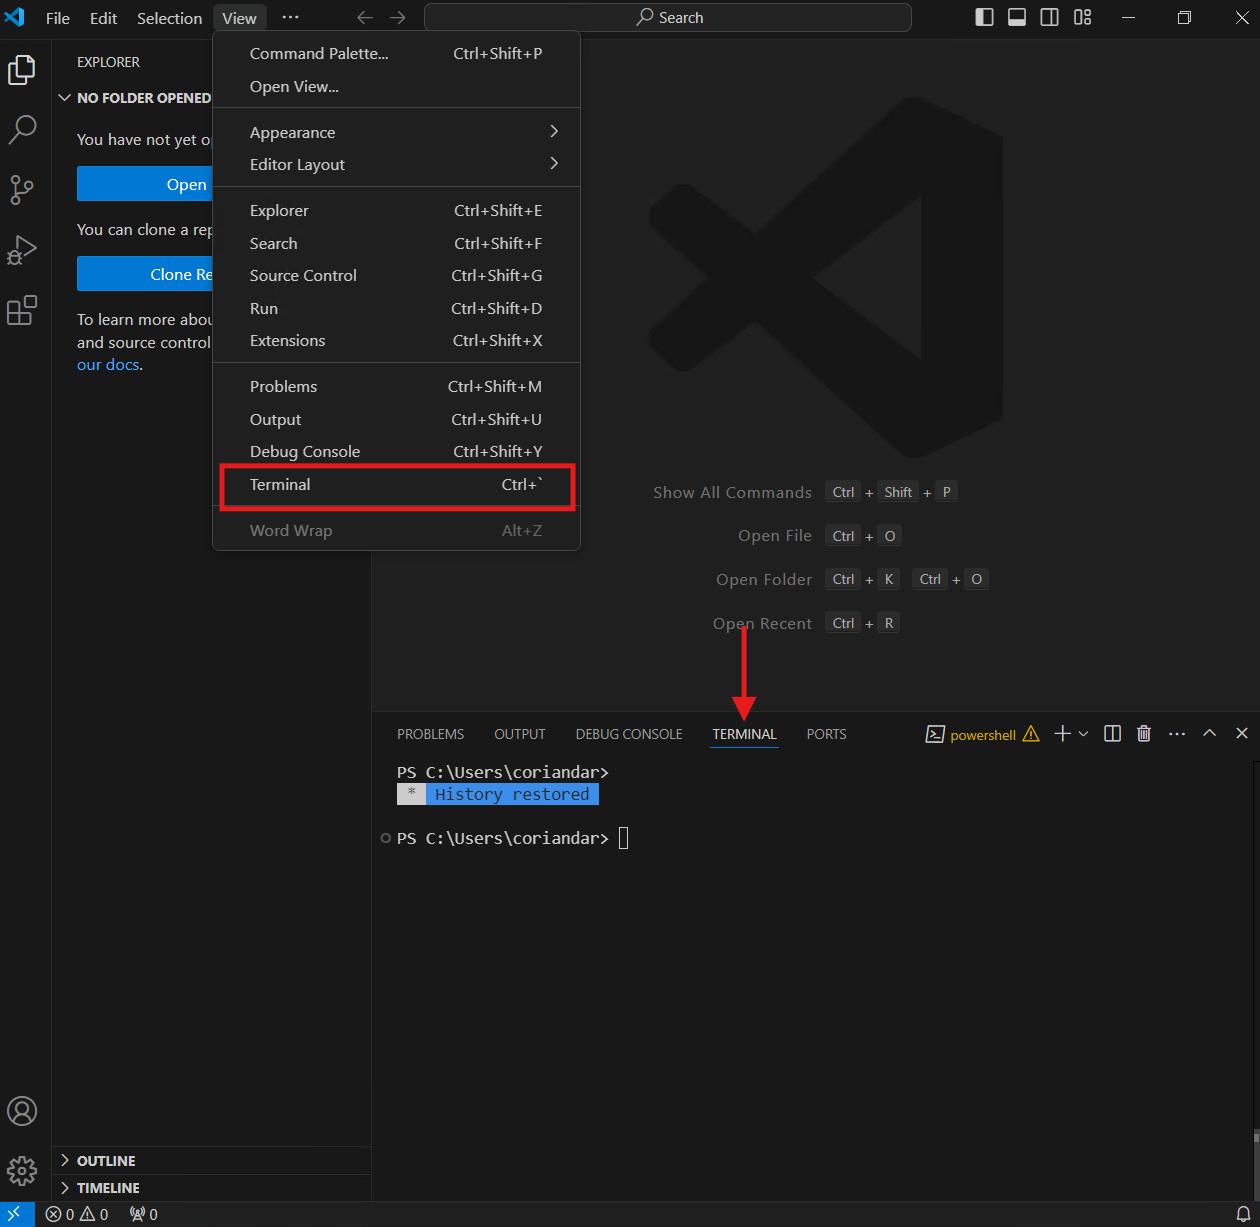 File Edit Selection View ··· Search
EXPLORER
NO FOLDER OPENED
You have not yet o
Open
You can clone a rep
Clone Re
To learn more abou
and source control
our docs.
Command Palette... Ctrl+Shift+P
Open View...
Appearance
Editor Layout
Explorer Ctrl+Shift+E
Search Ctrl+Shift+F
Source Control Ctrl+Shift+G
Run Ctrl+Shift+D
Extensions Ctrl+Shift+X
Problems Ctrl+Shift+M
Output Ctrl+Shift+U
Debug Console Ctrl+Shift+Y
Terminal Ctrl+`
Word Wrap Alt+Z
Show All Commands Ctrl + Shift + P
Open File Ctrl + O
Open Folder Ctrl + K Ctrl + O
Open Recent Ctrl + R
PROBLEMS OUTPUT DEBUG CONSOLE TERMINAL PORTS powershell
PS C:\Users\coriandar>
* History restored
PS C:\Users\coriandar>
OUTLINE
TIMELINE
0 0 0